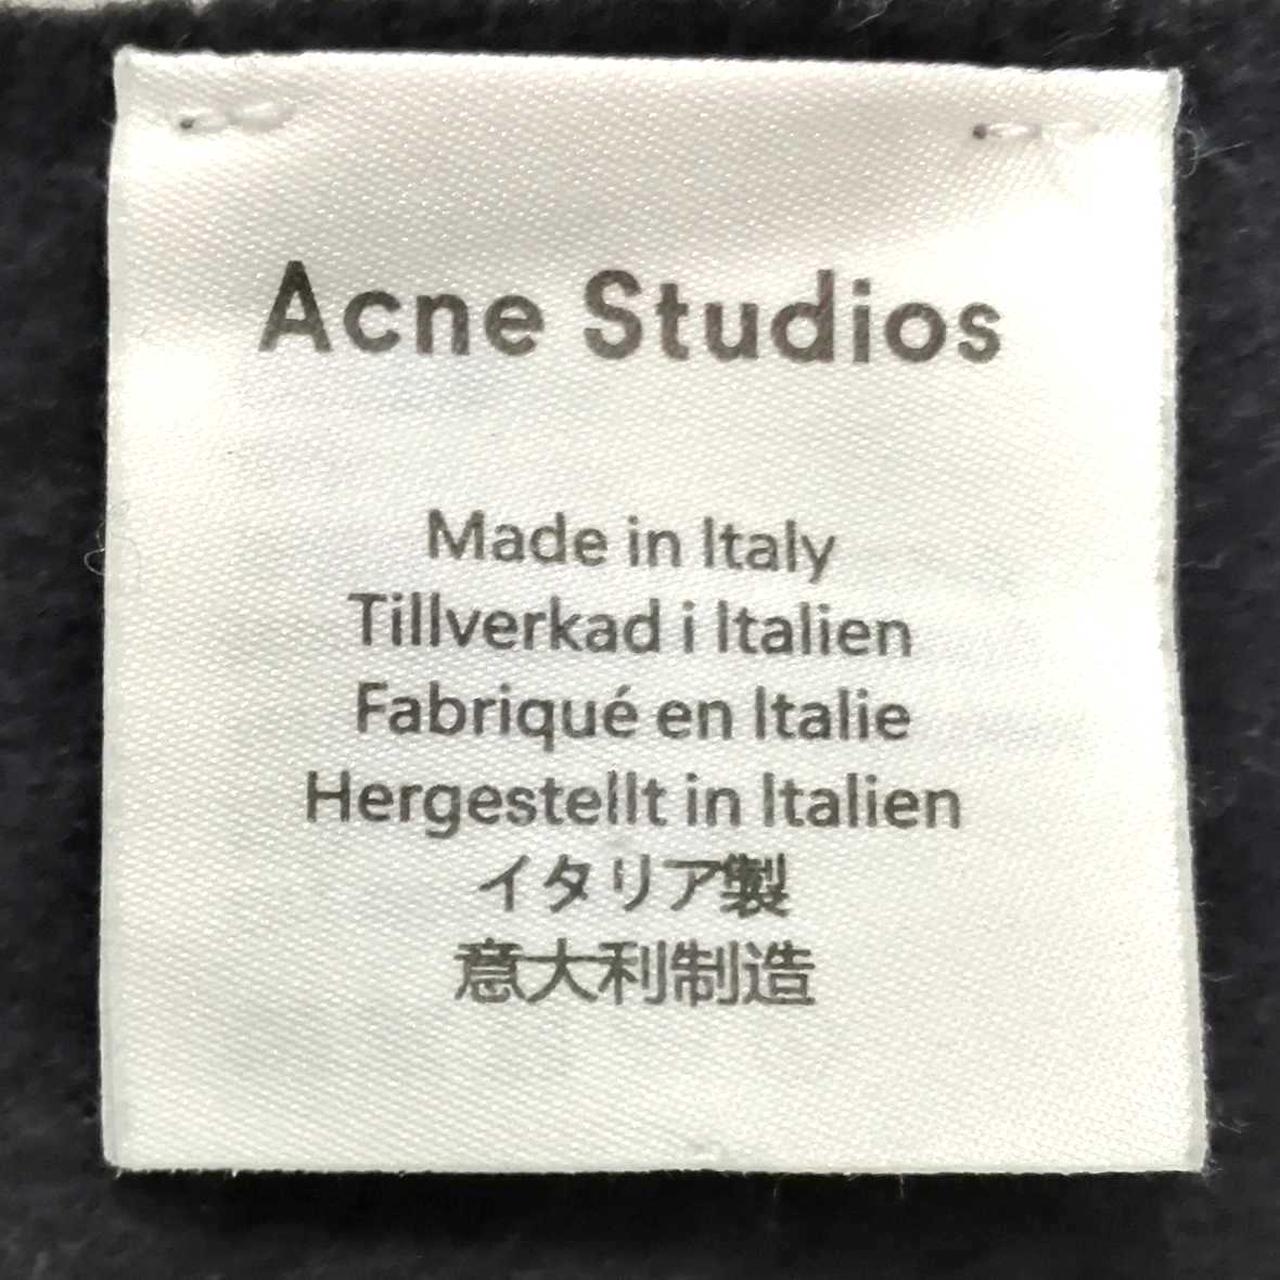 Acne Studios
Made in Italy
Tillverkad i Italien
Fabriqué en Italie
Hergestellt in Italien
イタリア製
意大利制造